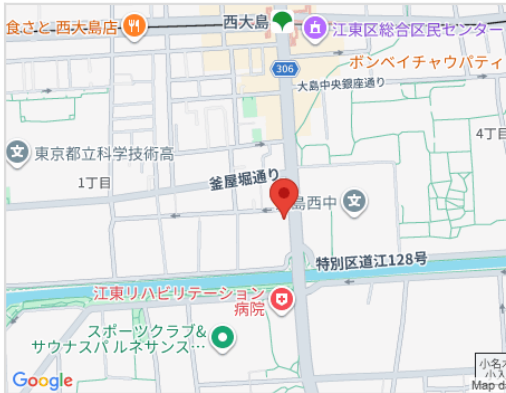 食さと 西大島店
西大島
江東区総合区民センター
306
ボンベイチャウパティ
大島中央銀座通り
4丁目
東京都立科学技術高
1丁目
釜屋堀通り
島西中
特別区道江128号
江東リハビリテーション
病院
スポーツクラブ&
サウナスパ ルネサンス…
Google
Map da